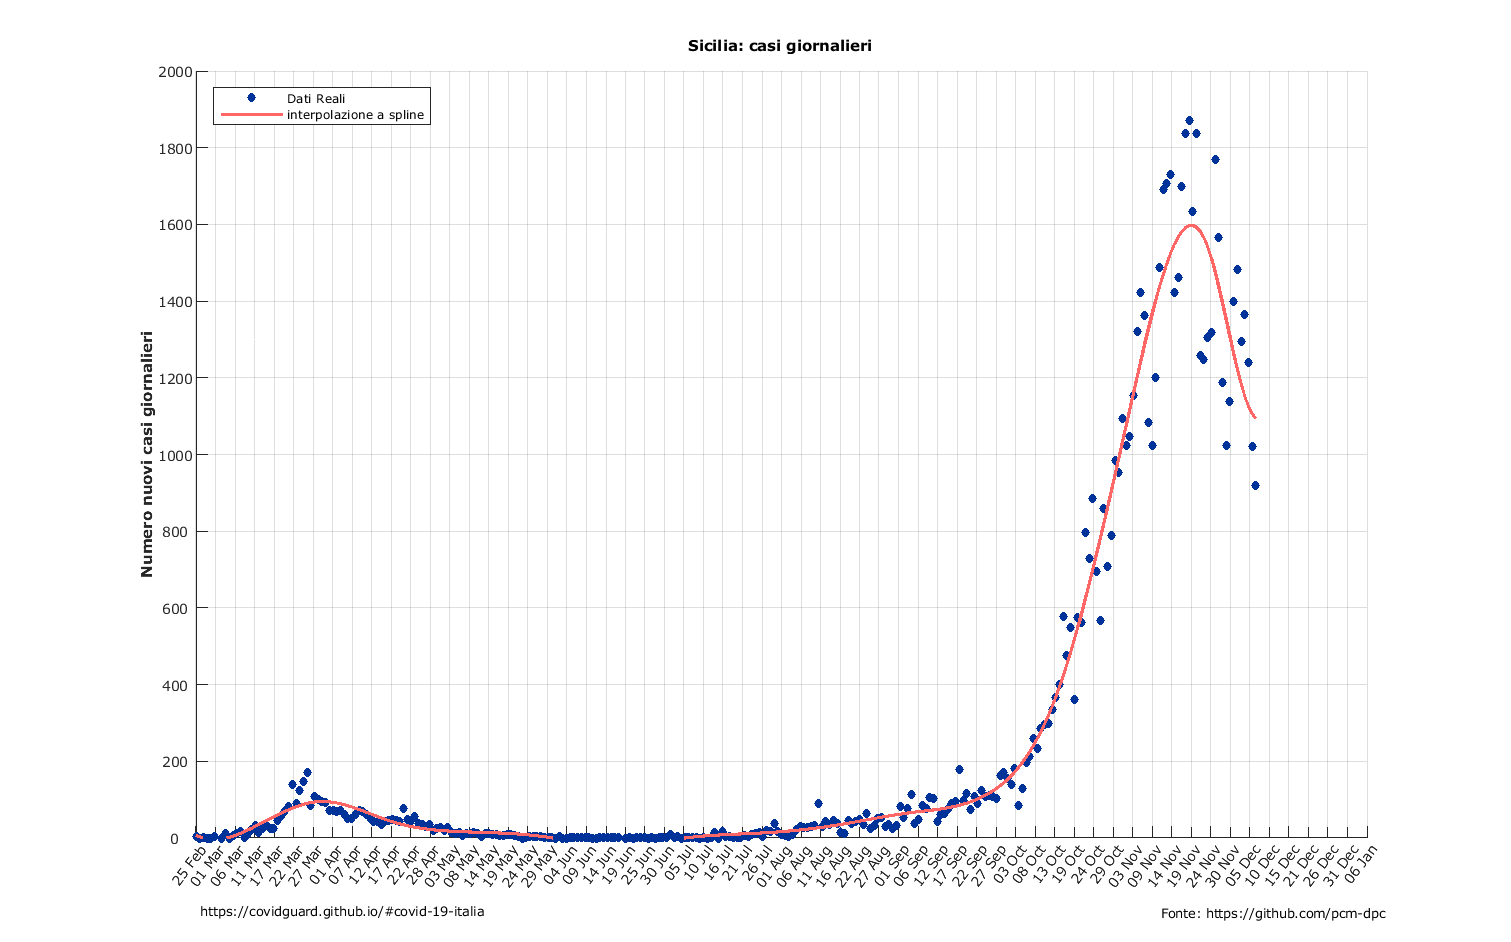 Sicilia: casi giornalieri
Dati Reali
interpolazione a spline
Numero nuovi casi giornalieri
2000
1800
1600
1400
1200
1000
800
600
400
200
0
25 Feb
01 Mar
06 Mar
11 Mar
17 Mar
22 Mar
27 Mar
01 Apr
07 Apr
12 Apr
17 Apr
22 Apr
28 Apr
03 May
08 May
14 May
19 May
24 May
29 May
04 Jun
09 Jun
14 Jun
19 Jun
25 Jun
30 Jun
05 Jul
10 Jul
16 Jul
21 Jul
26 Jul
01 Aug
06 Aug
11 Aug
16 Aug
22 Aug
27 Aug
01 Sep
06 Sep
12 Sep
17 Sep
22 Sep
27 Sep
03 Oct
08 Oct
13 Oct
19 Oct
24 Oct
29 Oct
03 Nov
09 Nov
14 Nov
19 Nov
24 Nov
30 Nov
05 Dec
10 Dec
15 Dec
21 Dec
26 Dec
31 Dec
06 Jan
https://covidguard.github.io/#covid-19-italia
Fonte: https://github.com/pcm-dpc